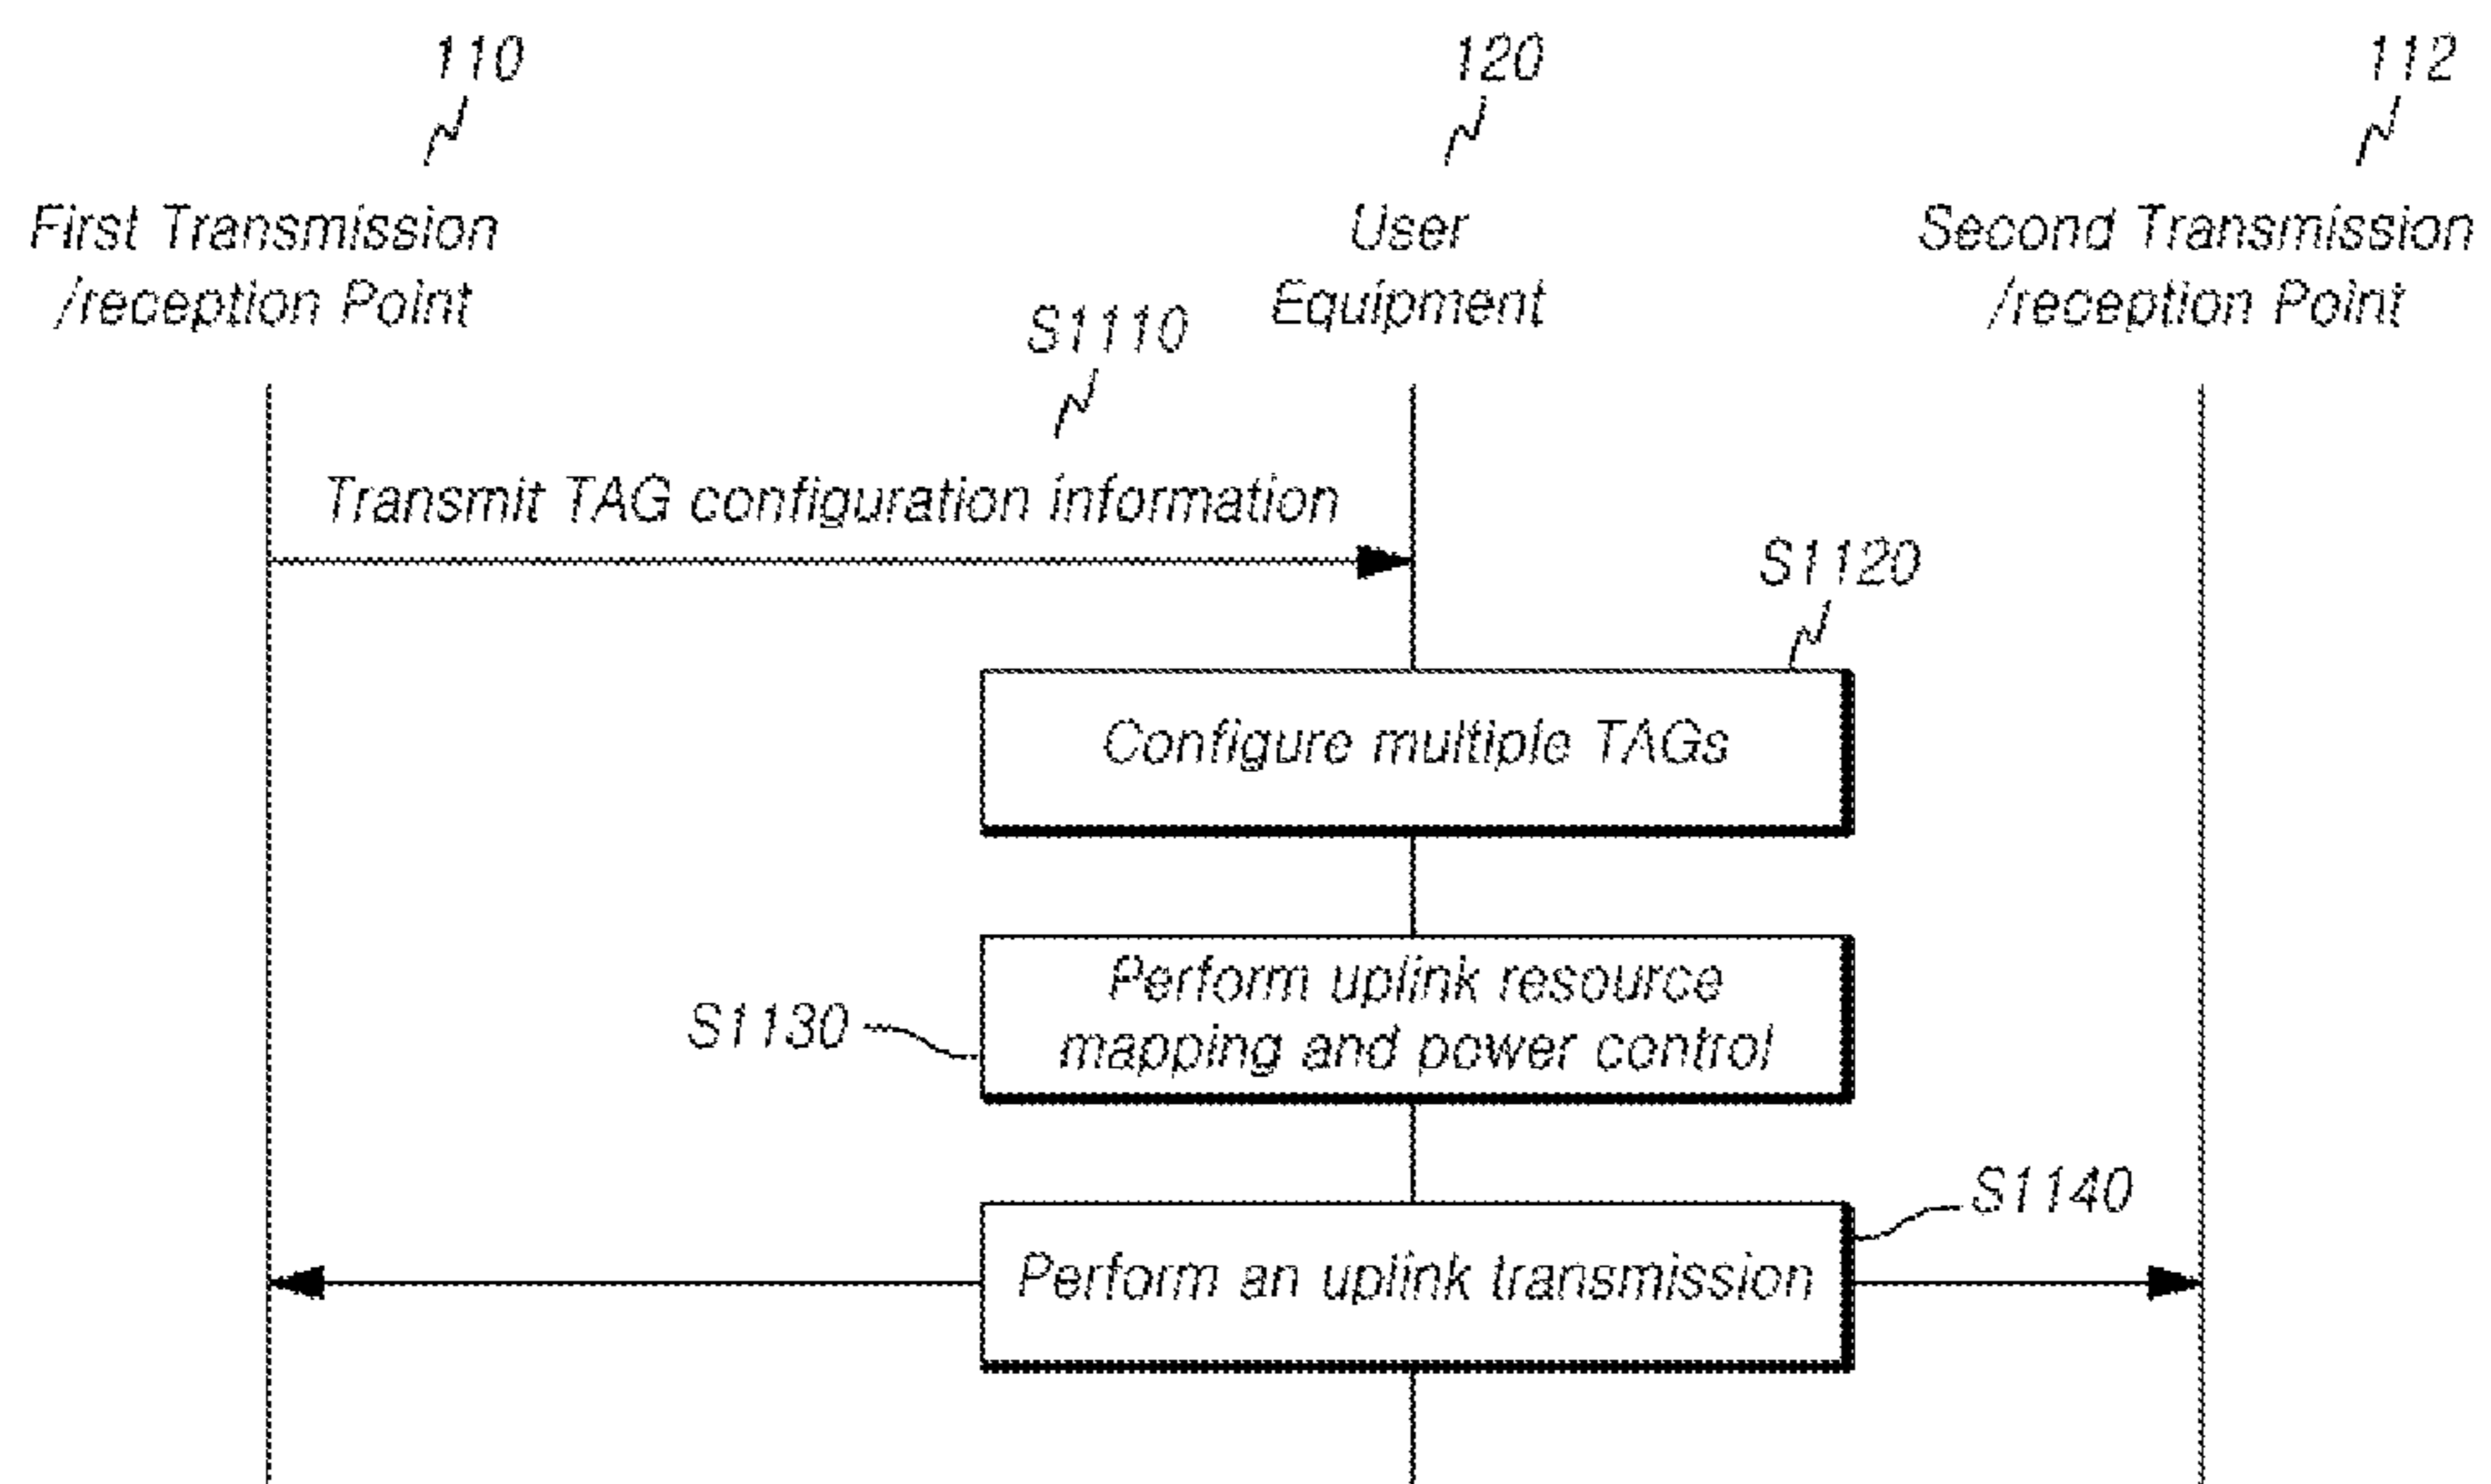 110
120
112
First Transmission
/reception Point
User
Equipment
Second Transmission
/reception Point
S1110
Transmit TAG configuration information
S1120
Configure multiple TAGs
Perform uplink resource
mapping and power control
S1130
S1140
Perform an uplink transmission